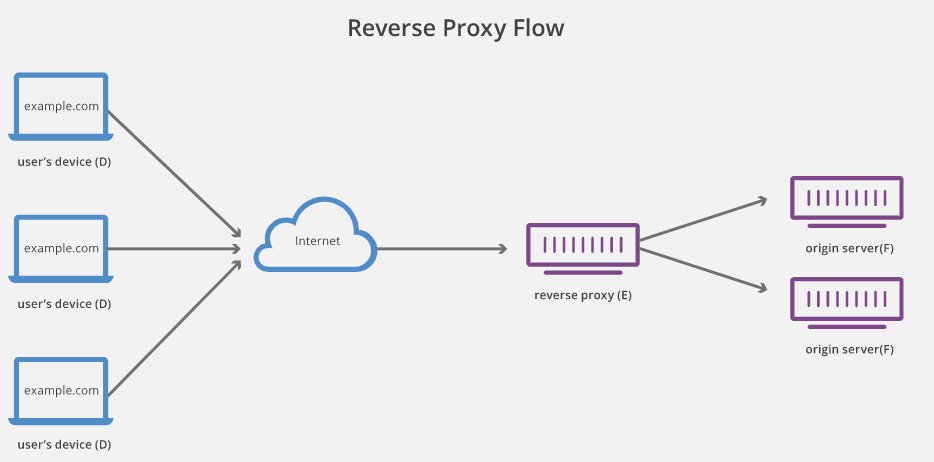 Reverse Proxy Flow
example.com
user’s device (D)
example.com
user’s device (D)
example.com
user’s device (D)
Internet
reverse proxy (E)
origin server(F)
origin server(F)